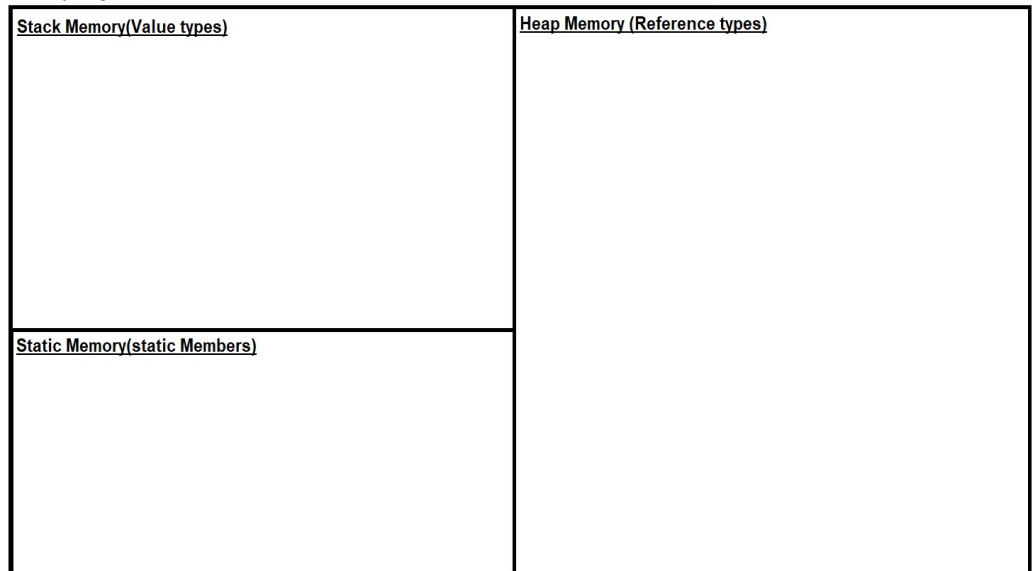 Stack Memory(Value types)
Heap Memory (Reference types)
Static Memory(static Members)